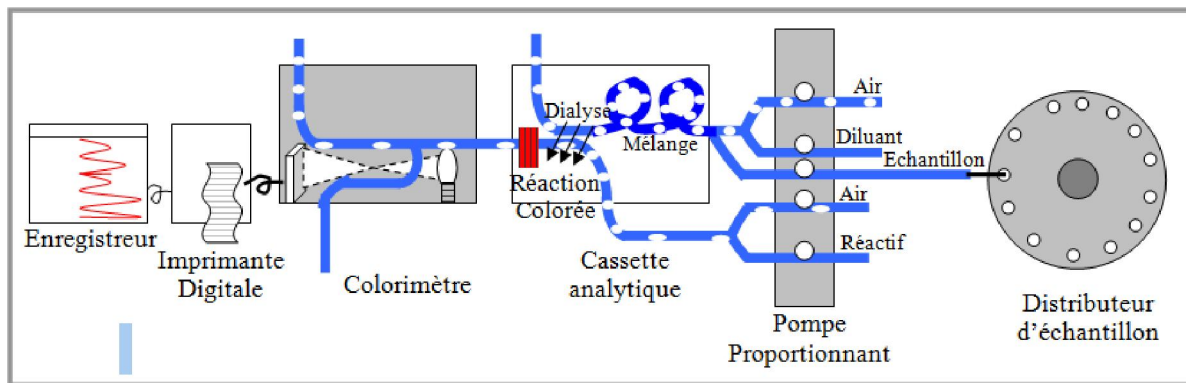 Enregistreur
Imprimante
Digitale
Colorimètre
Dialyse
Mélange
Réaction
Colorée
Cassette
analytique
Air
Diluant
Echantillon
Air
Réactif
Pompe
Proportionnant
Distributeur
d'échantillon